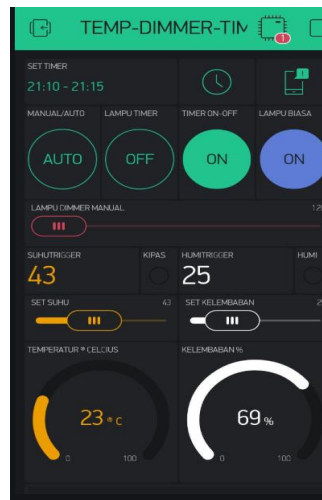 TEMP-DIMMER-TIM
1
SET TIMER
21:10 - 21:15
MANUAL/AUTO LAMPU TIMER TIMER ON-OFF LAMPU BIASA
AUTO OFF ON ON
LAMPU DIMMER MANUAL
SUHUTRIGGER KIPAS HUMITRIGGER HUMI
43 25
SET SUHU 43 SET KELEMBABAN
TEMPERATUR ° CELCIUS KELEMBABAN %
23 ° C 69 %
0 100 0 100